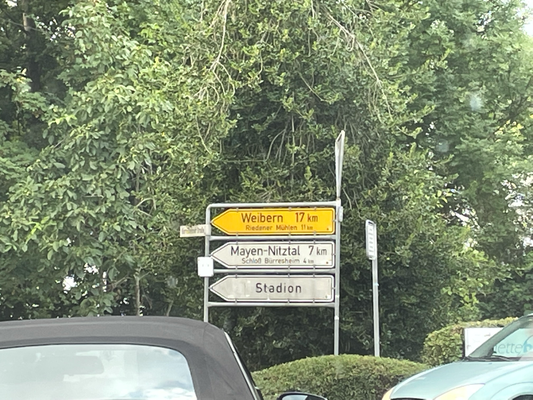 Weibern 17 km
Riedener Mühlen 11 km
Mayen-Nitztal 7 km
Schloß Bürresheim 4 km
Stadion